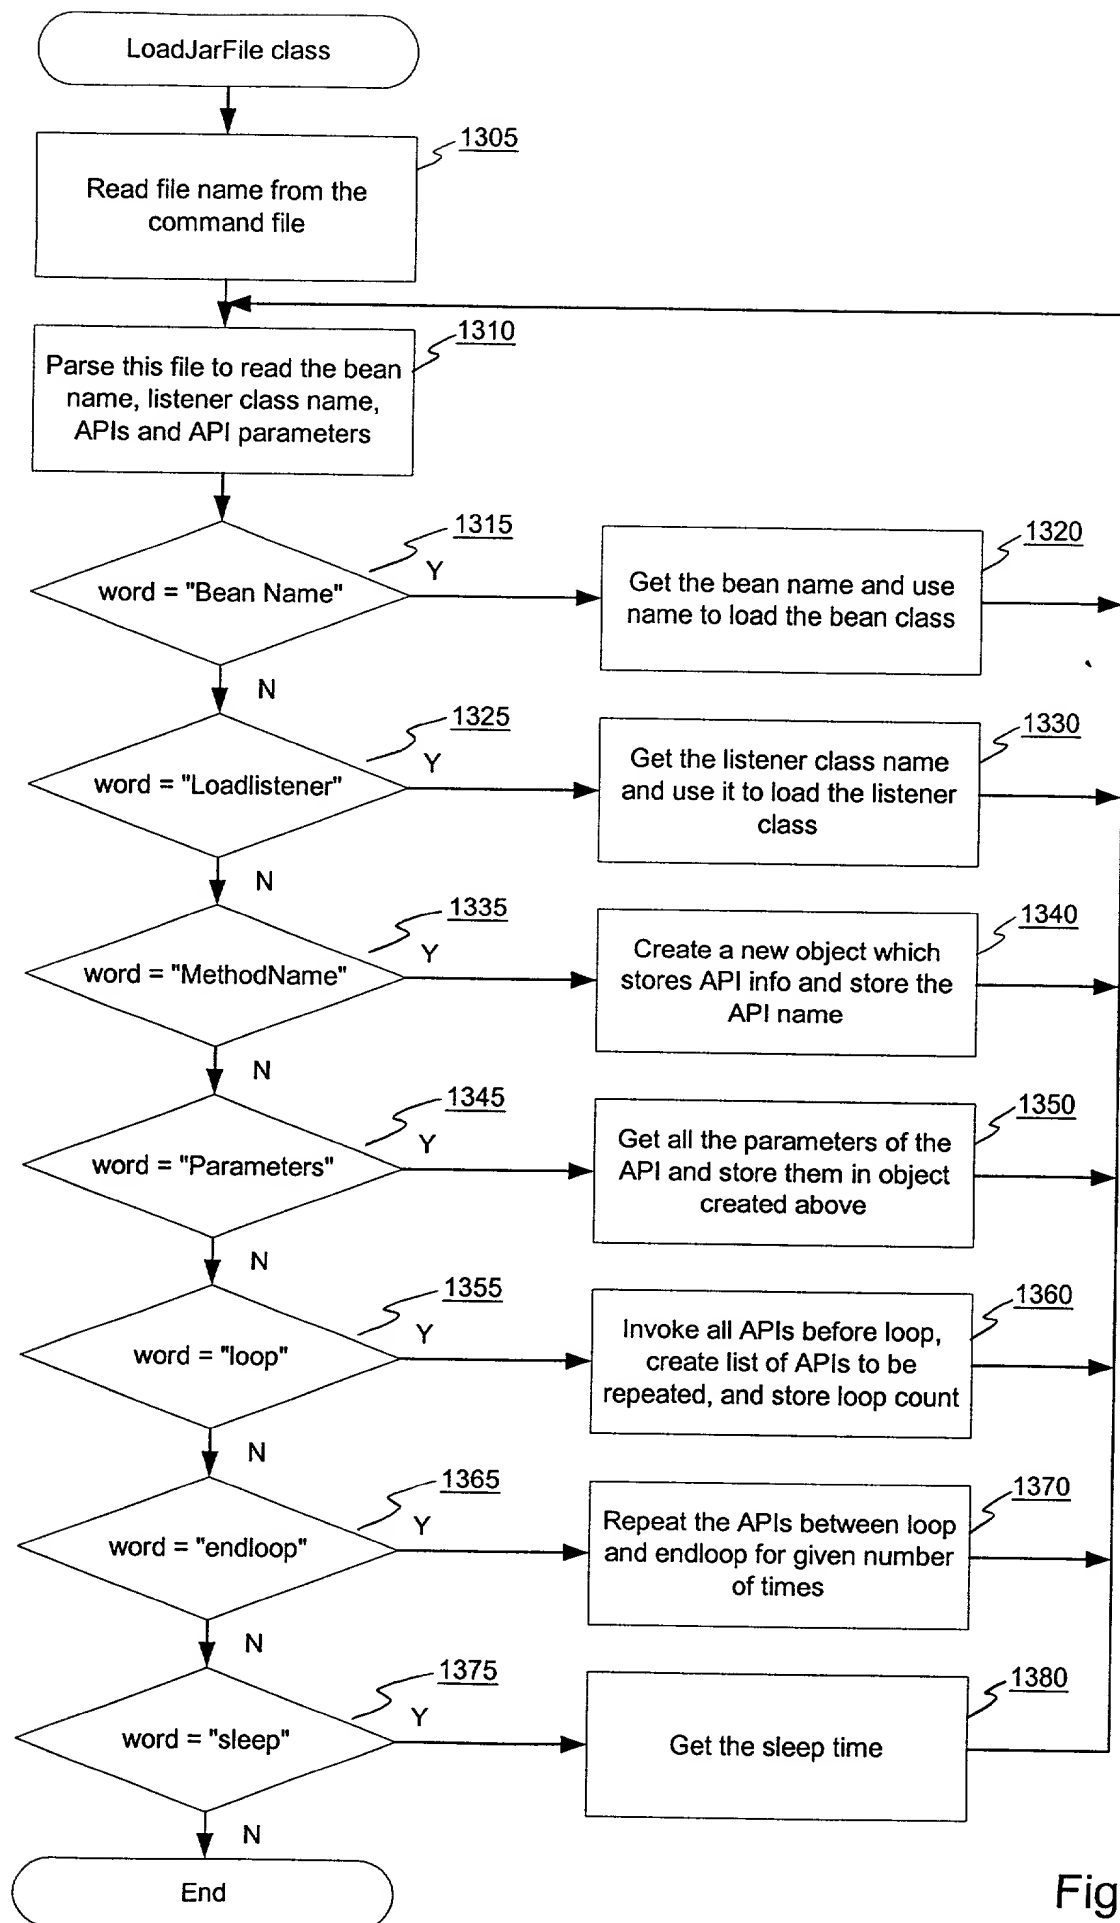 LoadJarFile class
1305
Read file name from the
command file
1310
Parse this file to read the bean
name, listener class name,
APIs and API parameters
1315
word = "Bean Name"
Y
1320
Get the bean name and use
name to load the bean class
N
1325
word = "Loadlistener"
Y
1330
Get the listener class name
and use it to load the listener
class
N
1335
word = "MethodName"
Y
1340
Create a new object which
stores API info and store the
API name
N
1345
word = "Parameters"
Y
1350
Get all the parameters of the
API and store them in object
created above
N
1355
word = "loop"
Y
1360
Invoke all APIs before loop,
create list of APIs to be
repeated, and store loop count
N
1365
word = "endloop"
Y
1370
Repeat the APIs between loop
and endloop for given number
of times
N
1375
word = "sleep"
Y
1380
Get the sleep time
N
End
Fig